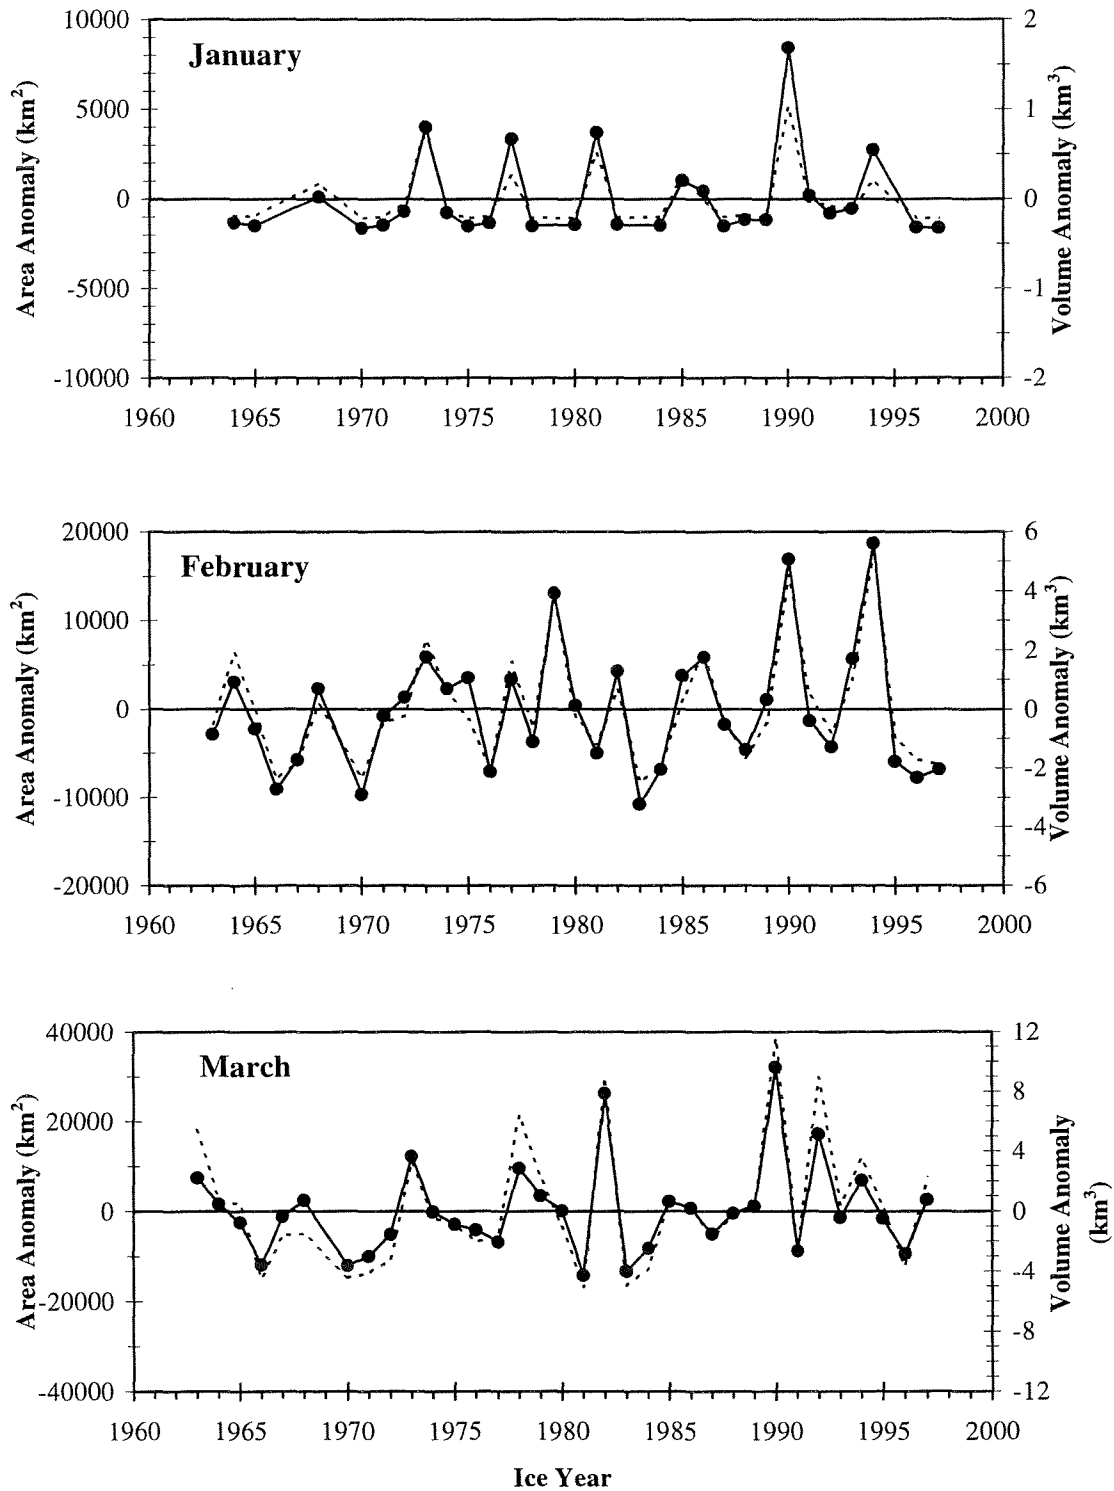 January
Area Anomaly (km²)
10000
5000
0
-5000
-10000
2
1
0
-1
-2
Volume Anomaly (km³)
1960 1965 1970 1975 1980 1985 1990 1995 2000
February
Area Anomaly (km²)
20000
10000
0
-10000
-20000
6
4
2
0
-2
-4
-6
Volume Anomaly (km³)
1960 1965 1970 1975 1980 1985 1990 1995 2000
March
Area Anomaly (km²)
40000
20000
0
-20000
-40000
12
8
4
0
-4
-8
-12
Volume Anomaly
(km³)
1960 1965 1970 1975 1980 1985 1990 1995 2000
Ice Year